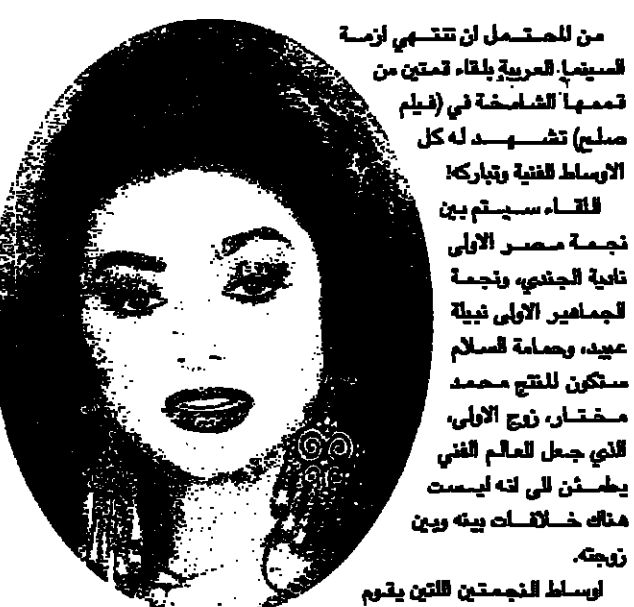 من المحتمل ان تنتهي ازمة
السينما العربية بلقاء قمتين من
قممها الشامخة في (فيلم
صلح) تشهد له كل
الاوساط الفنية وتباركه!
اللقاء سيتم بين
نجمة مصر الاولى
نادية الجندي، ونجمة
الجماهير الاولى نبيلة
عبيد، وحمامة السلام
ستكون المنتج محمد
مختار، زوج الاولى،
الذي جعل العالم الفني
يطمئن الى انه ليست
هناك خلافات بينه وبين
زوجته.
اوساط النجمتين اللتين يقوم